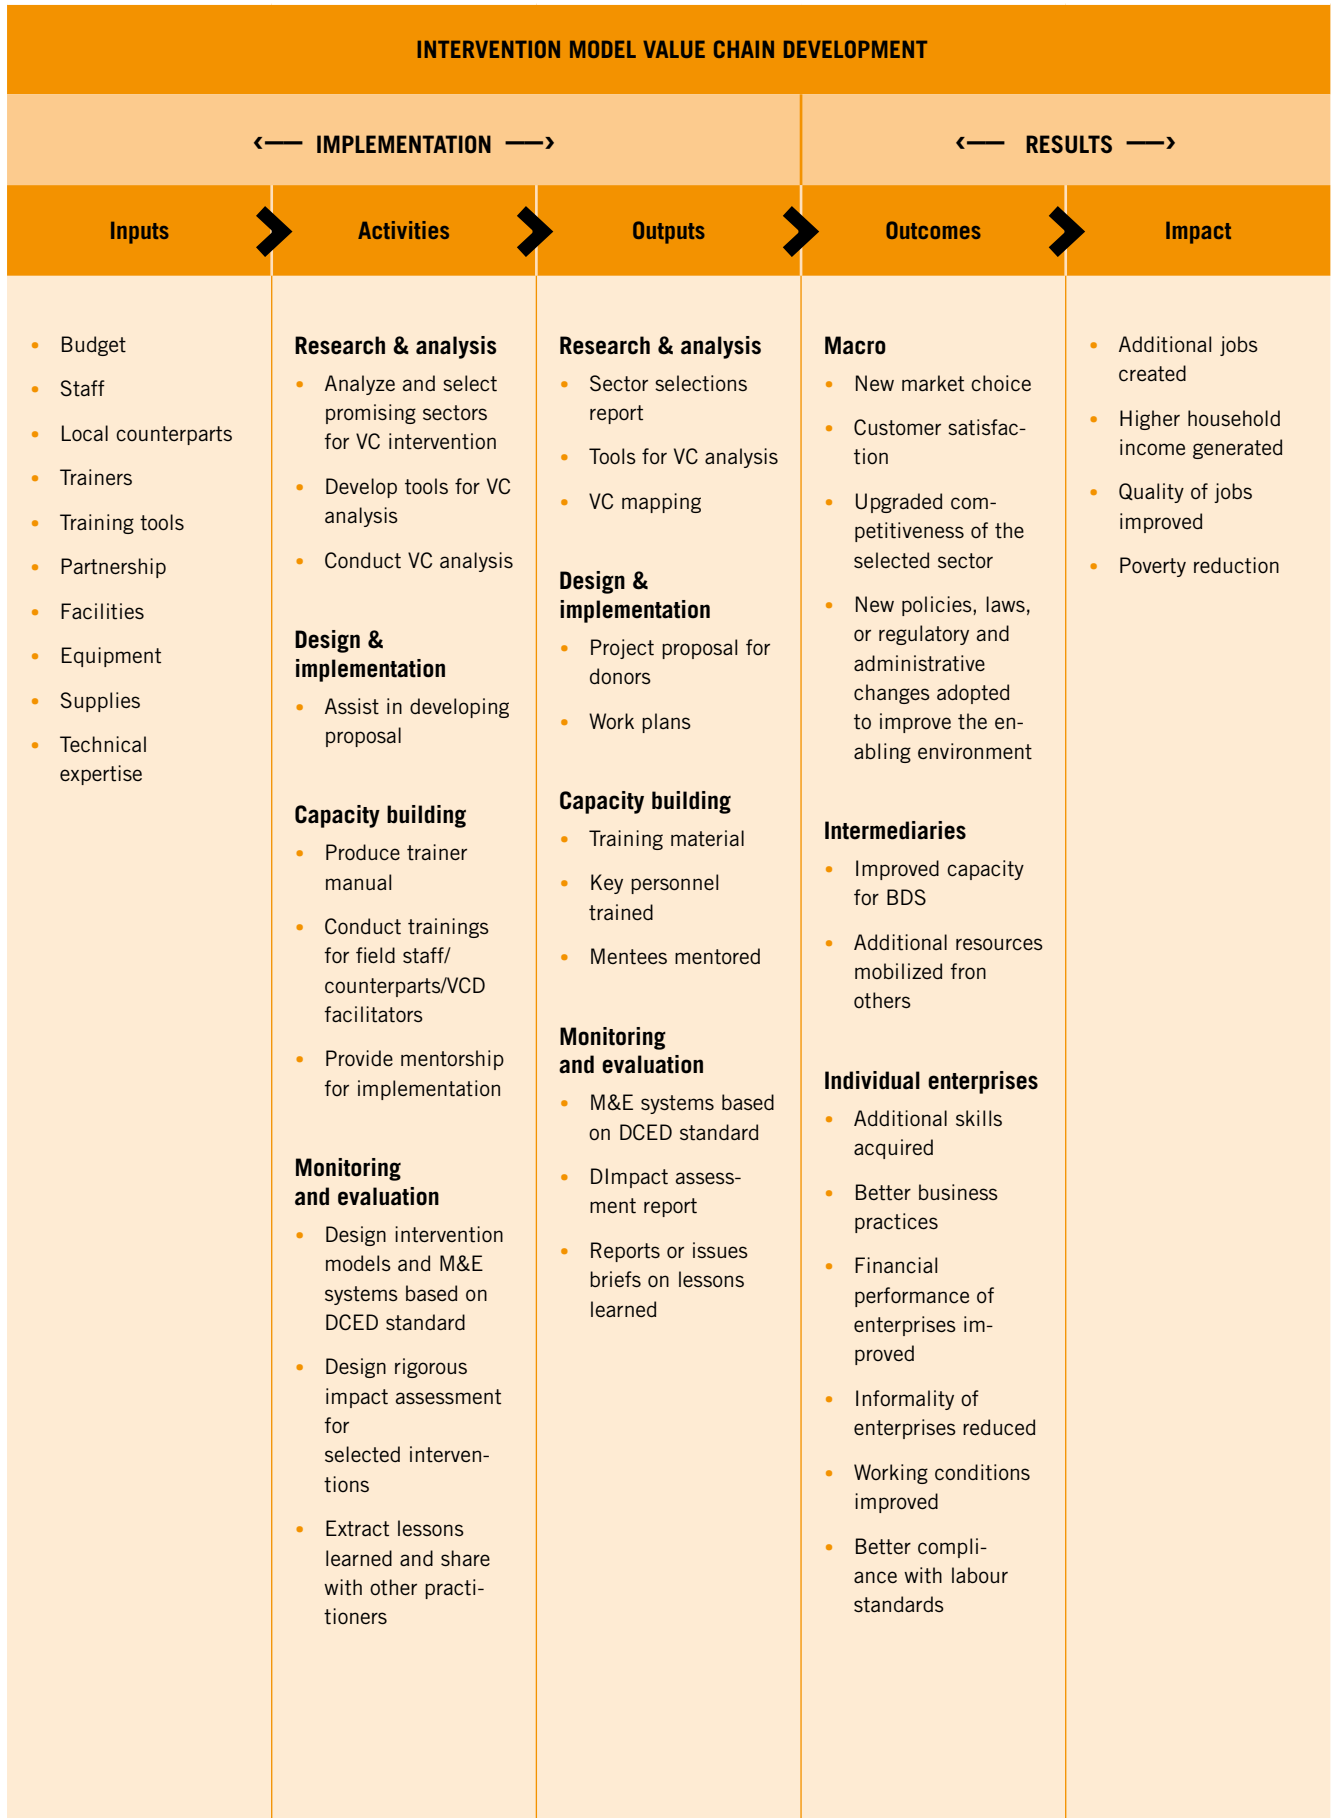 INTERVENTION MODEL VALUE CHAIN DEVELOPMENT
IMPLEMENTATION
RESULTS
Inputs
Activities
Outputs
Outcomes
Impact
• Budget
• Staff
• Local counterparts
• Trainers
• Training tools
• Partnership
• Facilities
• Equipment
• Supplies
• Technical
expertise
Research & analysis
• Analyze and select
promising sectors
for VC intervention
• Develop tools for VC
analysis
• Conduct VC analysis
Design &
implementation
• Assist in developing
proposal
Capacity building
• Produce trainer
manual
• Conduct trainings
for field staff/
counterparts/VCD
facilitators
• Provide mentorship
for implementation
Monitoring
and evaluation
• Design intervention
models and M&E
systems based on
DCED standard
• Design rigorous
impact assessment
for
selected interven-
tions
• Extract lessons
learned and share
with other practi-
tioners
Research & analysis
• Sector selections
report
• Tools for VC analysis
• VC mapping
Design &
implementation
• Project proposal for
donors
• Work plans
Capacity building
• Training material
• Key personnel
trained
• Mentees mentored
Monitoring
and evaluation
• M&E systems based
on DCED standard
• DImpact assess-
ment report
• Reports or issues
briefs on lessons
learned
Macro
• New market choice
• Customer satisfac-
tion
• Upgraded com-
petitiveness of the
selected sector
• New policies, laws,
or regulatory and
administrative
changes adopted
to improve the en-
abling environment
Intermediaries
• Improved capacity
for BDS
• Additional resources
mobilized fron
others
Individual enterprises
• Additional skills
acquired
• Better business
practices
• Financial
performance of
enterprises im-
proved
• Informality of
enterprises reduced
• Working conditions
improved
• Better compli-
ance with labour
standards
• Additional jobs
created
• Higher household
income generated
• Quality of jobs
improved
• Poverty reduction